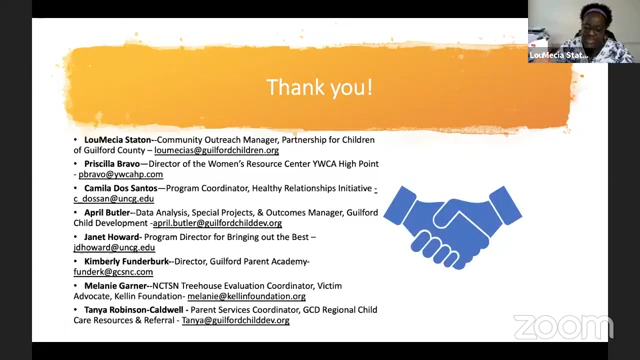 LouMecia Stat...
Thank you!
• LouMecia Staton--Community Outreach Manager, Partnership for Children
of Guilford County – loumecias@guilfordchildren.org
• Priscilla Bravo—Director of the Women's Resource Center YWCA High Point
- pbravo@ywcahp.com
• Camila Dos Santos—Program Coordinator, Healthy Relationships Initiative -
c_dossan@uncg.edu
• April Butler--Data Analysis, Special Projects, & Outcomes Manager, Guilford
Child Development -april.butler@guilfordchilddev.org
• Janet Howard- Program Director for Bringing out the Best –
jdhoward@uncg.edu
• Kimberly Funderburk--Director, Guilford Parent Academy-
funderk@gcsnc.com
• Melanie Garner--NCTSN Treehouse Evaluation Coordinator, Victim
Advocate, Kellin Foundation- melanie@kellinfoundation.org
• Tanya Robinson-Caldwell - Parent Services Coordinator, GCD Regional Child
Care Resources & Referral – Tanya@guilfordchilddev.org
zoom